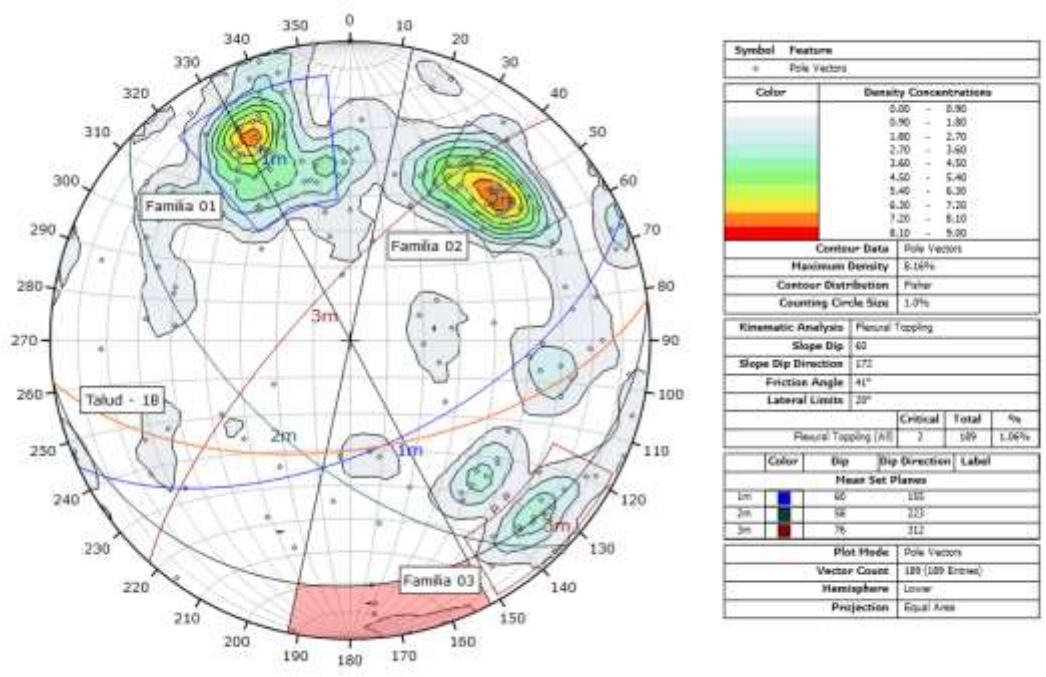 0
10
20
30
40
50
60
70
80
90
100
110
120
130
140
150
160
170
180
190
200
210
220
230
240
250
260
270
280
290
300
310
320
330
340
350
1m
Familia 01
Familia 02
3m
Talud - 1B
2m
1m
3m
Familia 03
Symbol Feature
Pole Vectors
Color Density Concentrations
0.00 - 0.90
0.90 - 1.80
1.80 - 2.70
2.70 - 3.60
3.60 - 4.50
4.50 - 5.40
5.40 - 6.30
6.30 - 7.20
7.20 - 8.10
8.10 - 9.00
Contour Data Pole Vectors
Maximum Density 8.16%
Contour Distribution Fisher
Counting Circle Size 1.0%
Kinematic Analysis Flexural Toppling
Slope Dip 60
Slope Dip Direction 172
Friction Angle 41°
Lateral Limits 20°
Critical Total %
Flexural Toppling (All) 2 189 1.06%
Color Dip Dip Direction Label
Mean Set Planes
1m 60 155
2m 58 223
3m 76 312
Plot Mode Pole Vectors
Vector Count 189 (189 Entries)
Hemisphere Lower
Projection Equal Area